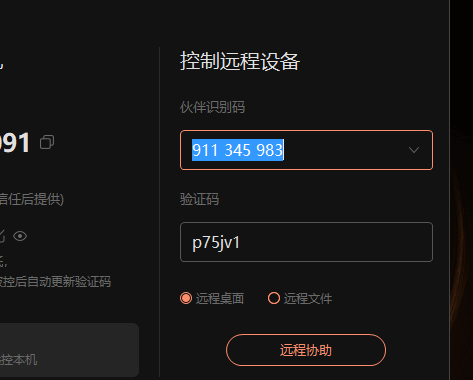 控制远程设备
伙伴识别码
091
911 345 983
信任后提供)
验证码
p75jv1
控后自动更新验证码
远程桌面
远程文件
控本机
远程协助